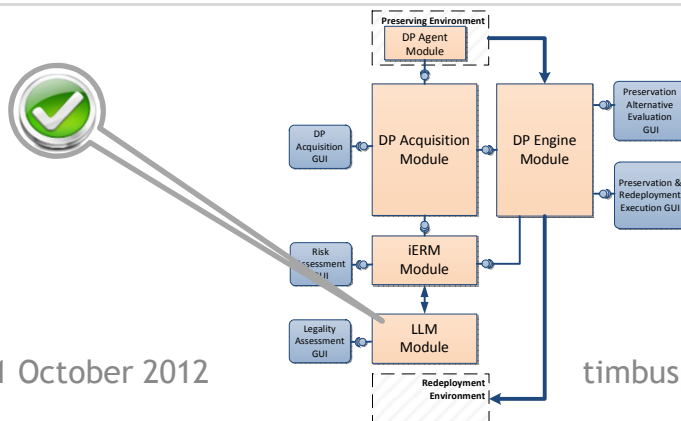 Preserving Environment
DP Agent
Module
DP
Acquisition
GUI
DP Acquisition
Module
DP Engine
Module
Preservation
Alternative
Evaluation
GUI
Preservation &
Redeployment
Execution GUI
Risk
GUI
iERM
Module
Legality
Assessment
GUI
LLM
Module
Redeployment
Environment
1 October 2012
timbus